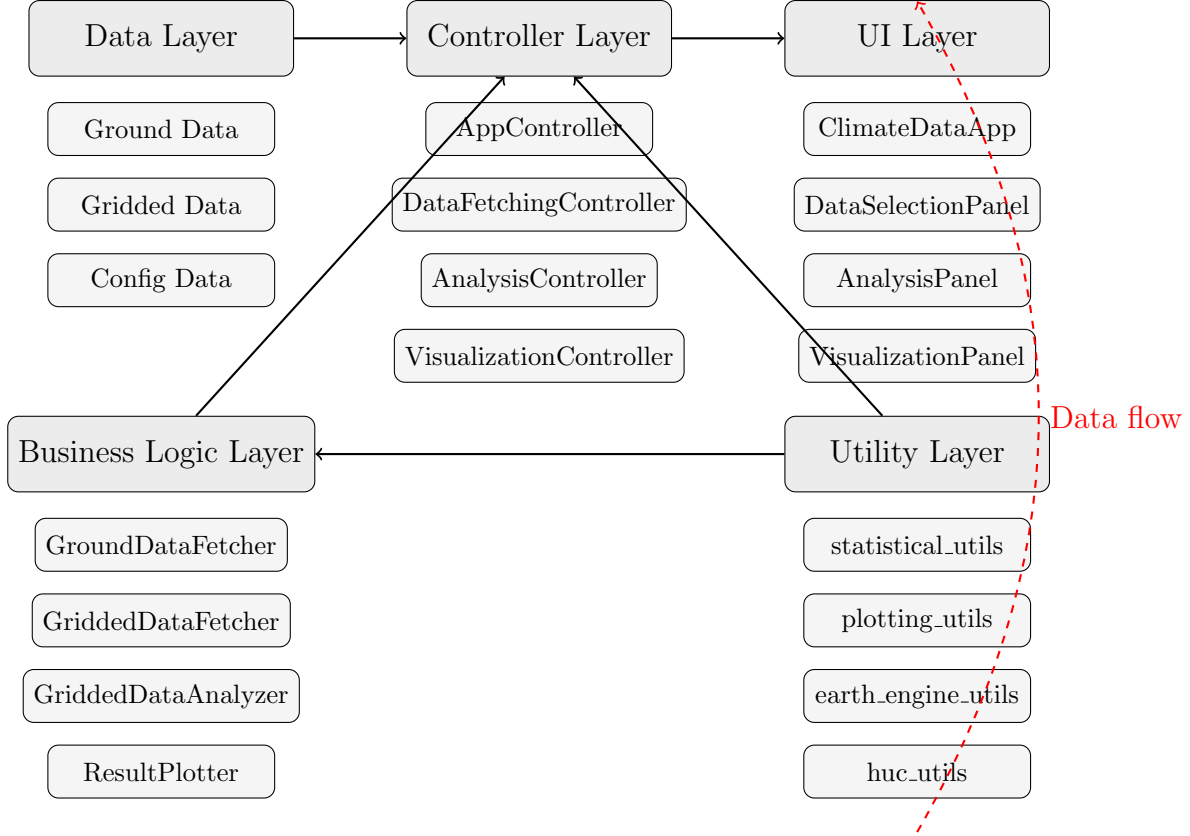 Data Layer
Controller Layer
UI Layer
Ground Data
AppController
ClimateDataApp
Gridded Data
DataFetchingController
DataSelectionPanel
Config Data
AnalysisController
AnalysisPanel
VisualizationController
VisualizationPanel
Data flow
Business Logic Layer
Utility Layer
GroundDataFetcher
statistical_utils
GriddedDataFetcher
plotting_utils
GriddedDataAnalyzer
earth_engine_utils
ResultPlotter
huc_utils